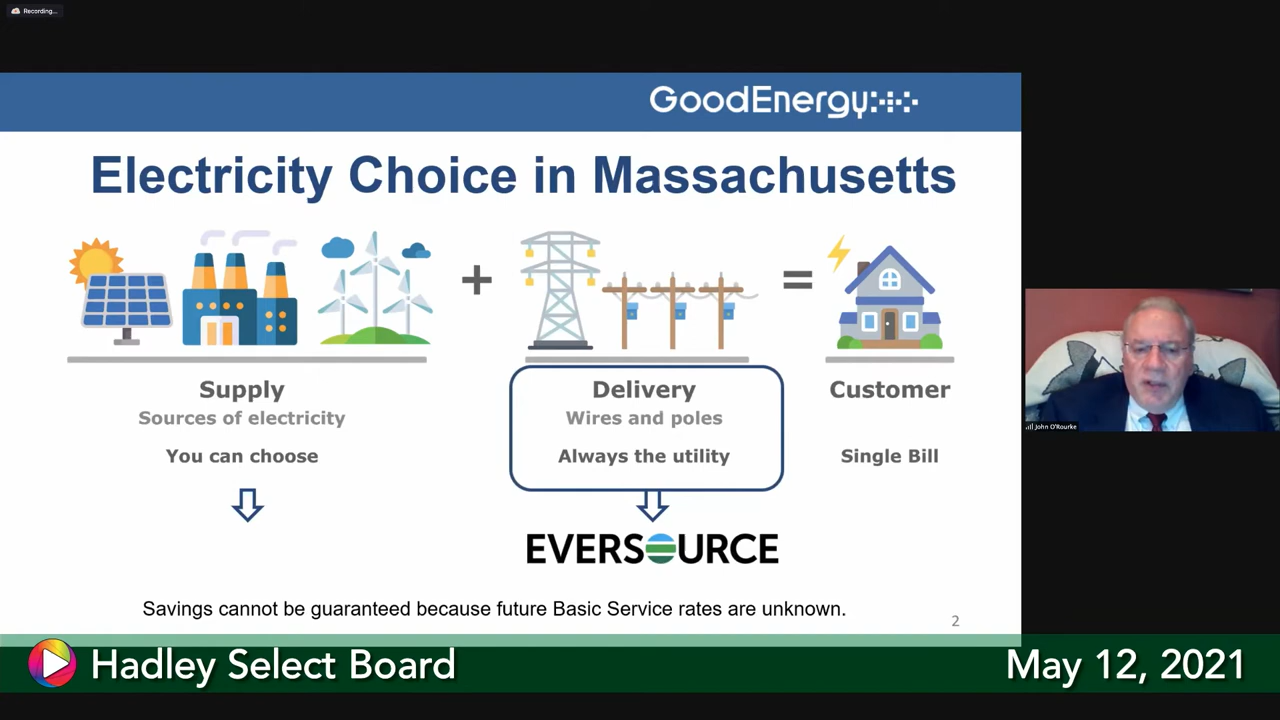 Recording...
GoodEnergy
Electricity Choice in Massachusetts
+
=
Supply
Sources of electricity
You can choose
Delivery
Wires and poles
Always the utility
Customer
Single Bill
EVERSOURCE
Savings cannot be guaranteed because future Basic Service rates are unknown.
2
John O'Rourke
Hadley Select Board
May 12, 2021